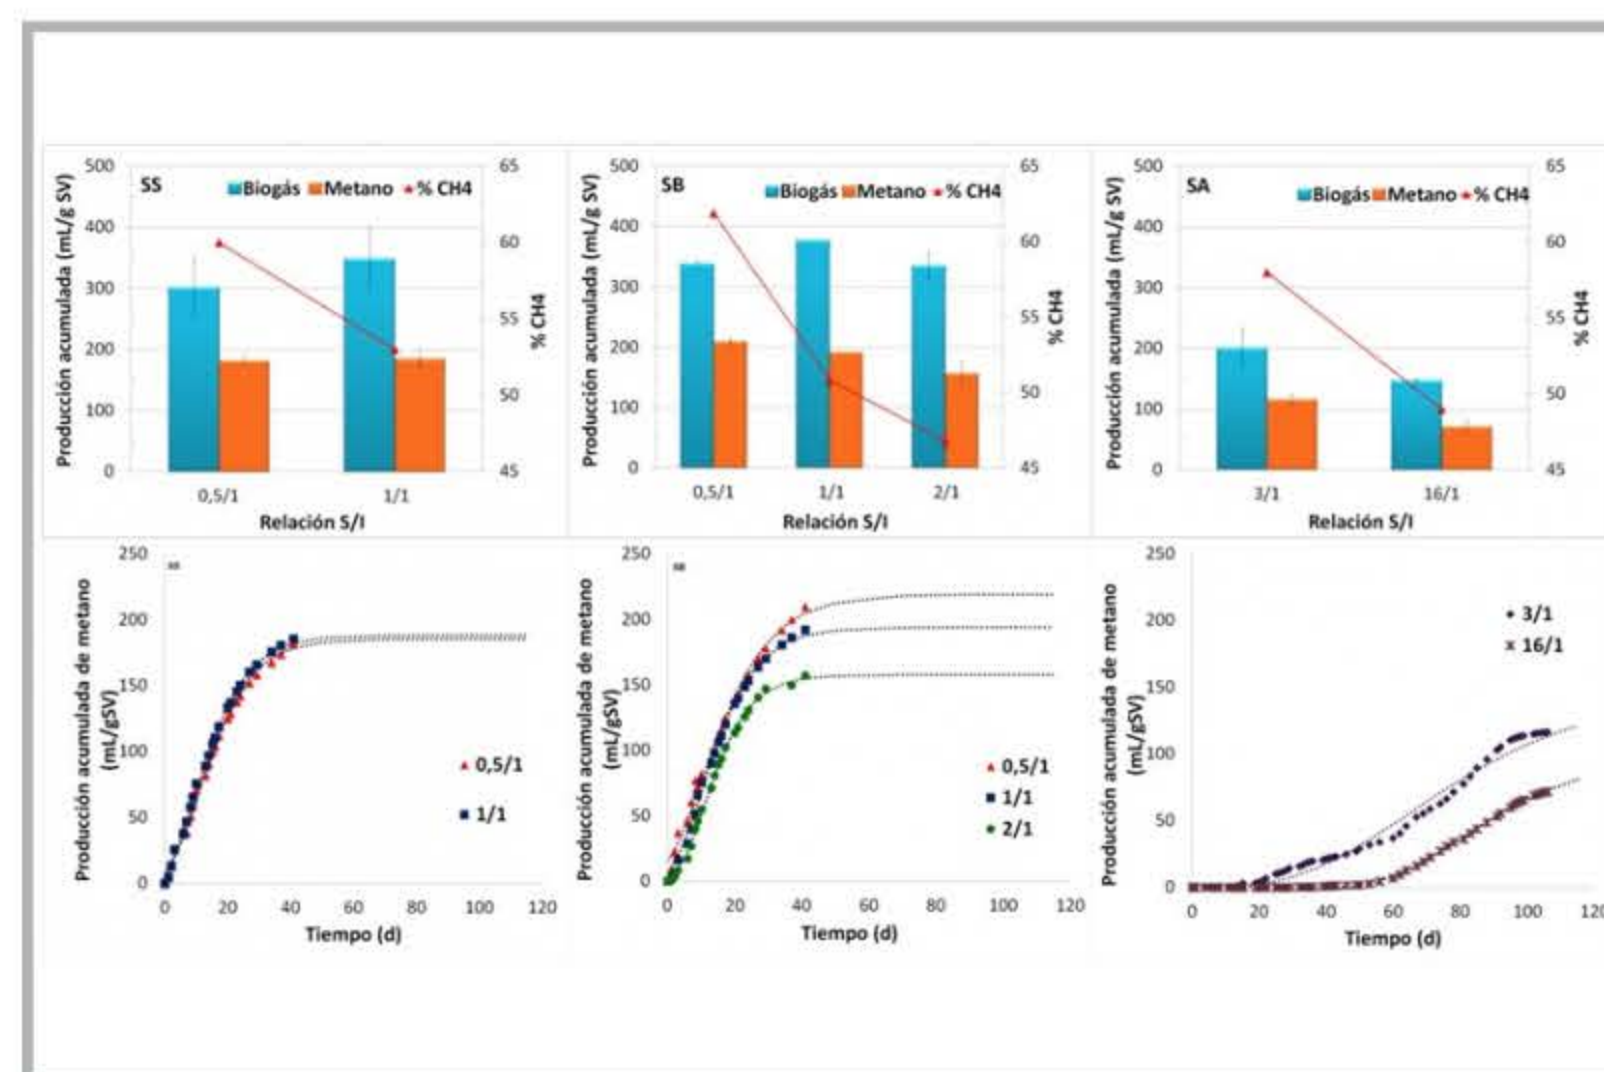 SS
Biogás Metano % CH4
Producción acumulada (mL/g SV)
500
400
300
200
100
0
65
60
55
50
45
% CH4
0,5/1 1/1
Relación S/I
SB
Biogás Metano % CH4
Producción acumulada (mL/g SV)
500
400
300
200
100
0
65
60
55
50
45
% CH4
0,5/1 1/1 2/1
Relación S/I
SA
Biogás Metano % CH4
Producción acumulada (mL/g SV)
500
400
300
200
100
0
65
60
55
50
45
% CH4
3/1 16/1
Relación S/I
Producción acumulada de metano
(mL/gSV)
250
200
150
100
50
0
0,5/1
1/1
0 20 40 60 80 100 120
Tiempo (d)
Producción acumulada de metano
(mL/gSV)
250
200
150
100
50
0
SB
0,5/1
1/1
2/1
0 20 40 60 80 100 120
Tiempo (d)
Producción acumulada de metano
(mL/gSV)
250
200
150
100
50
0
3/1
16/1
0 20 40 60 80 100 120
Tiempo (d)